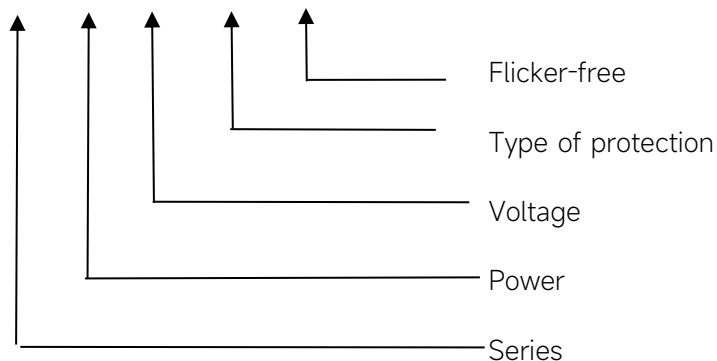 Flicker-free
Type of protection
Voltage
Power
Series